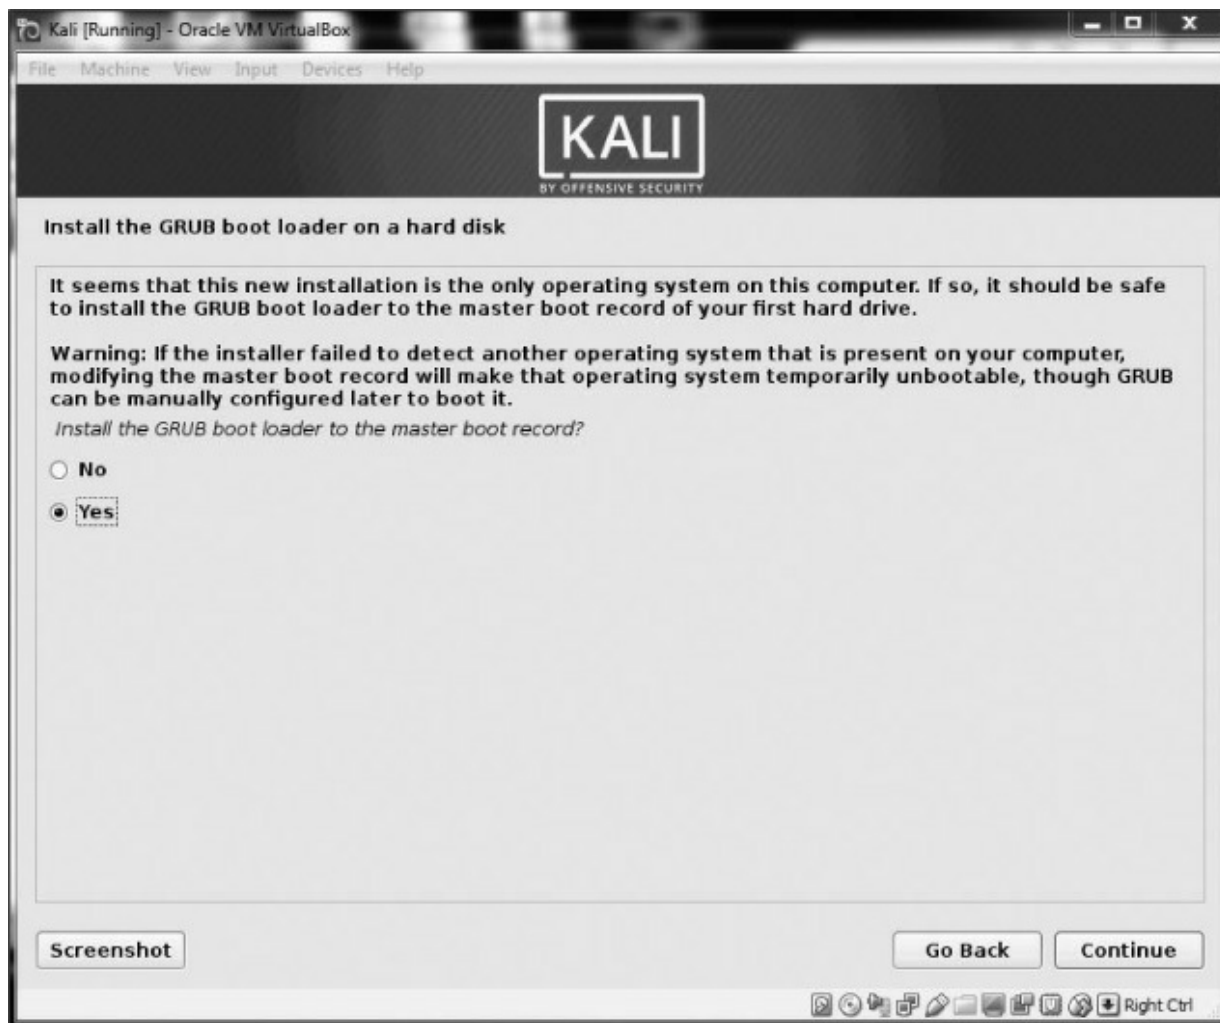 Kali [Running] - Oracle VM VirtualBox
File Machine View Input Devices Help
KALI
BY OFFENSIVE SECURITY
Install the GRUB boot loader on a hard disk
It seems that this new installation is the only operating system on this computer. If so, it should be safe
to install the GRUB boot loader to the master boot record of your first hard drive.
Warning: If the installer failed to detect another operating system that is present on your computer,
modifying the master boot record will make that operating system temporarily unbootable, though GRUB
can be manually configured later to boot it.
Install the GRUB boot loader to the master boot record?
No
Yes
Screenshot
Go Back
Continue
Right Ctrl